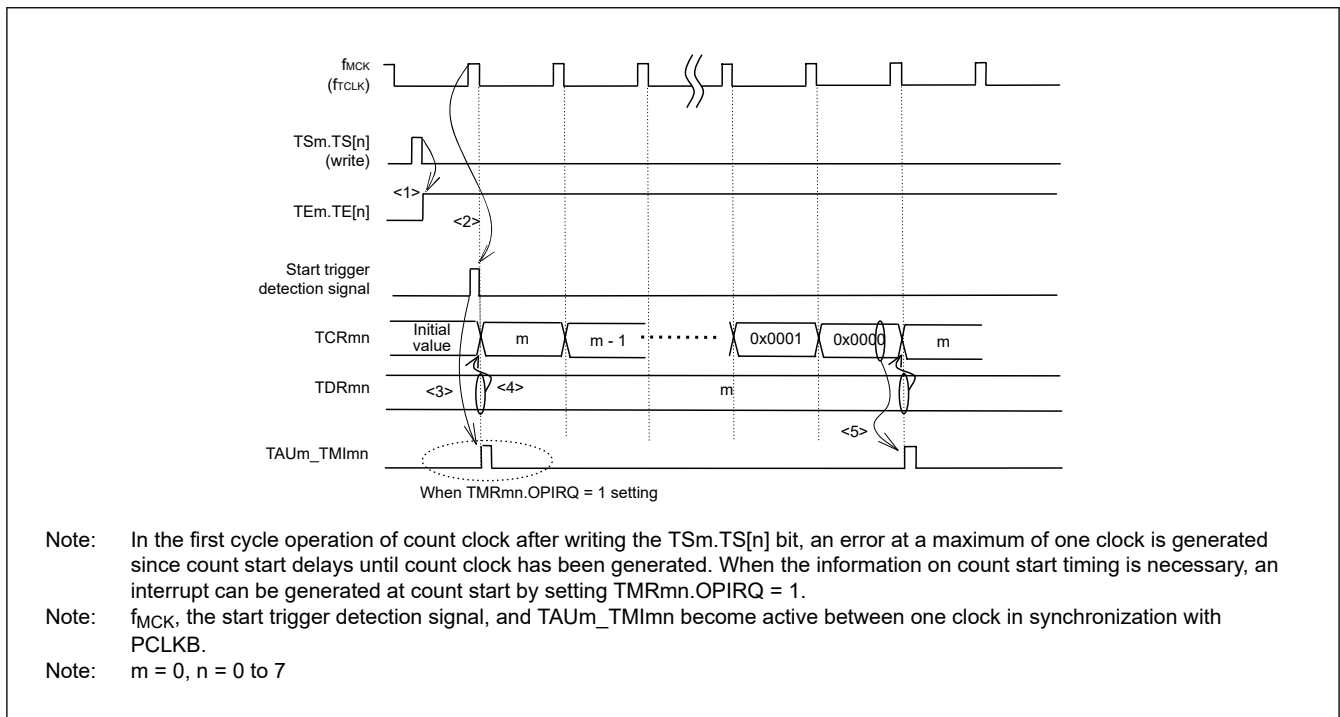 fMCK
(fTCLK)
TSm.TS[n]
(write)
<1>
TEm.TE[n]
<2>
Start trigger
detection signal
TCRmn
Initial
value
m
m - 1
0x0001
0x0000
m
TDRmn
<3>
<4>
m
<5>
TAUm_TMImn
When TMRmn.OPIRQ = 1 setting
Note: In the first cycle operation of count clock after writing the TSm.TS[n] bit, an error at a maximum of one clock is generated
since count start delays until count clock has been generated. When the information on count start timing is necessary, an
interrupt can be generated at count start by setting TMRmn.OPIRQ = 1.
Note: fMCK, the start trigger detection signal, and TAUm_TMImn become active between one clock in synchronization with
PCLKB.
Note: m = 0, n = 0 to 7